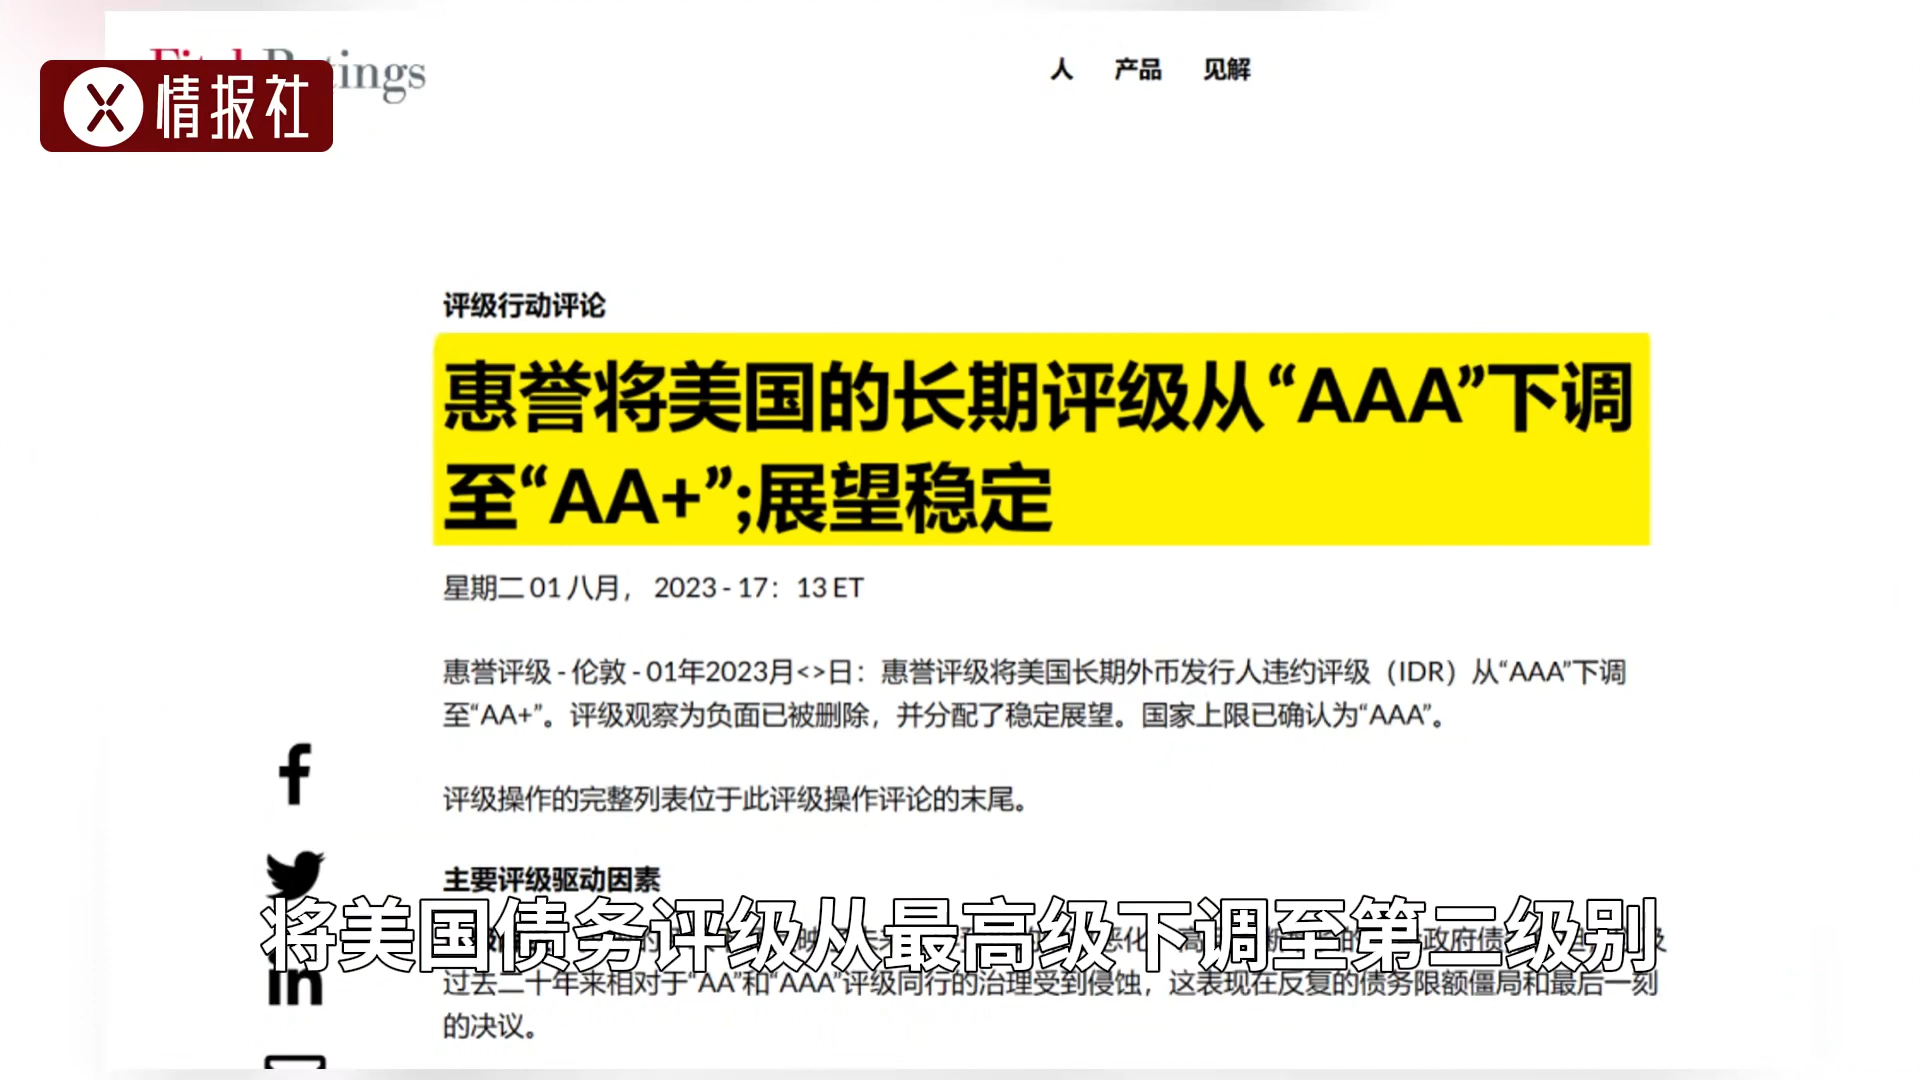 Ratings
情报社
人 产品 见解
评级行动评论
惠誉将美国的长期评级从“AAA”下调
至“AA+”;展望稳定
星期二 01 八月， 2023 - 17：13 ET
惠誉评级 - 伦敦 - 01年2023月<>日：惠誉评级将美国长期外币发行人违约评级（IDR）从“AAA”下调
至“AA+”。评级观察为负面已被删除，并分配了稳定展望。国家上限已确认为“AAA”。
评级操作的完整列表位于此评级操作评论的末尾。
主要评级驱动因素
将美国债务评级从最高级下调至第二级别
过去二十年来相对于“AA”和“AAA”评级同行的治理受到侵蚀，这表现在反复的债务限额僵局和最后一刻
的决议。